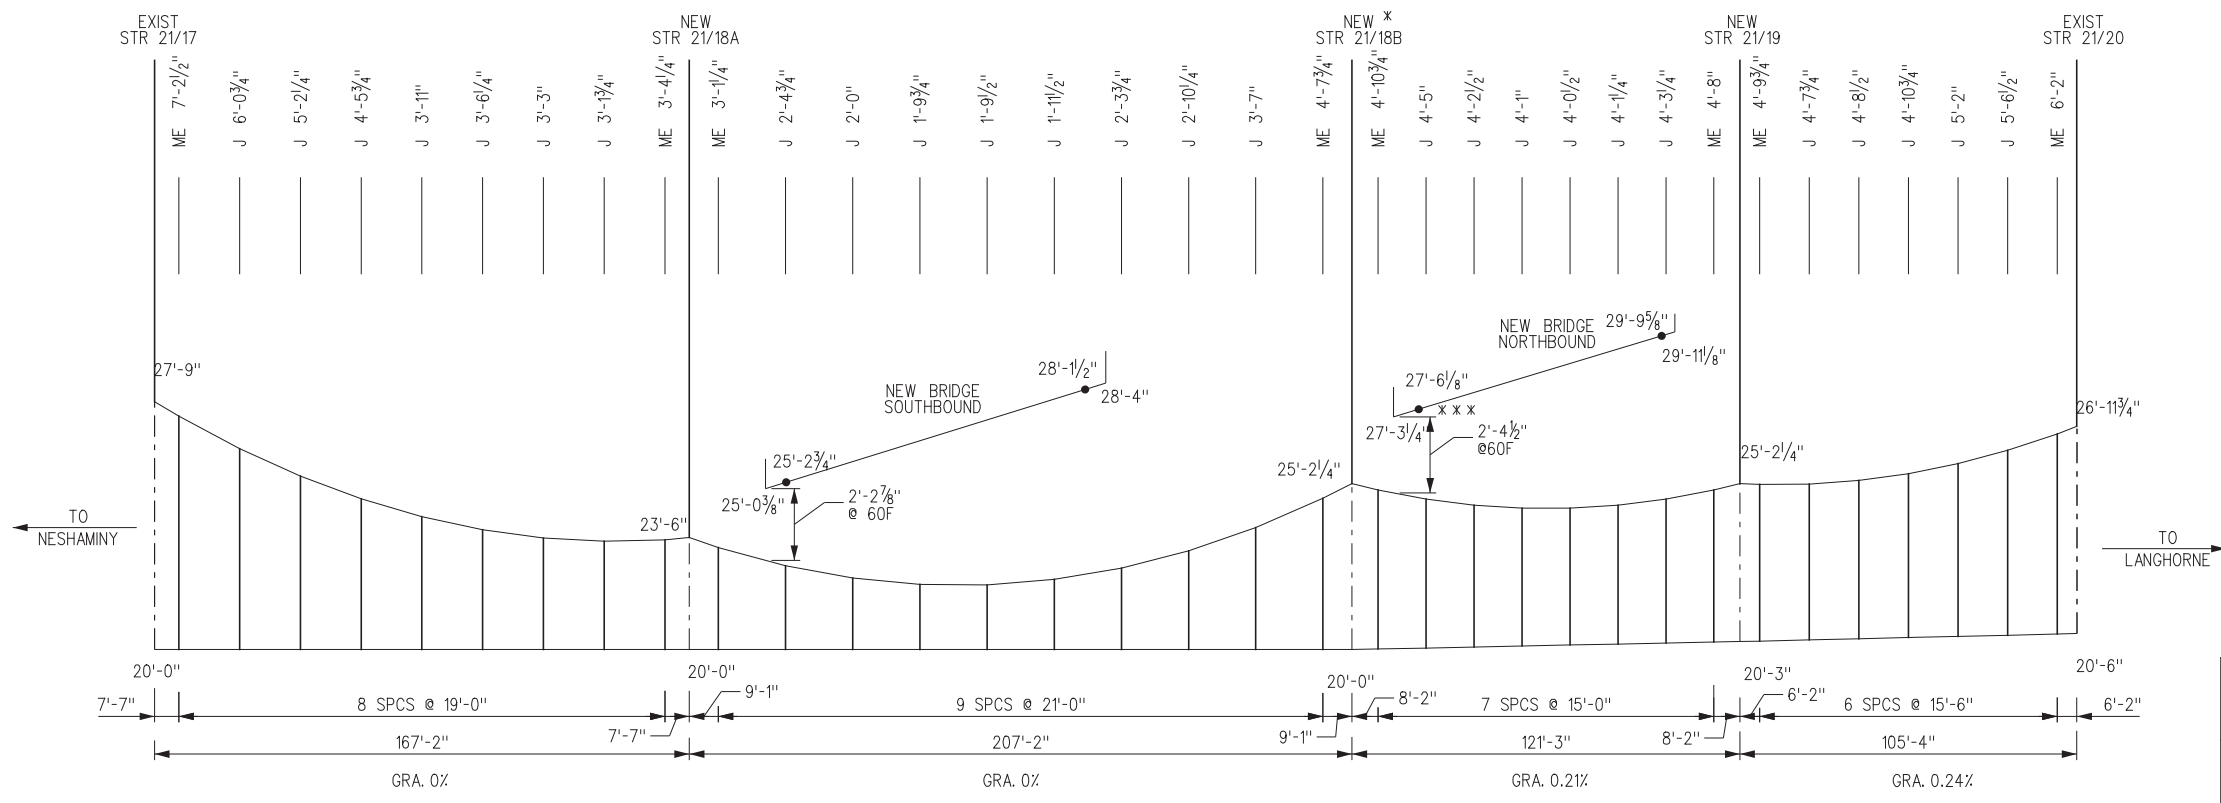 EXIST
STR 21/17
NEW
STR 21/18A
NEW *
STR 21/18B
NEW
STR 21/19
EXIST
STR 21/20
ME 7'-2½"
J 6'-0¾"
J 5'-2¼"
J 4'-5¾"
J 3'-11"
J 3'-6¼"
J 3'-3"
J 3'-1¾"
ME 3'-4¼"
ME 3'-1¼"
J 2'-4¾"
J 2'-0"
J 1'-9¾"
J 1'-9½"
J 1'-11½"
J 2'-3¾"
J 2'-10¼"
J 3'-7"
ME 4'-7¾"
ME 4'-10¾"
J 4'-5"
J 4'-2½"
J 4'-1"
J 4'-0½"
J 4'-1¼"
J 4'-3¼"
ME 4'-8"
ME 4'-9¾"
J 4'-7¾"
J 4'-8½"
J 4'-10¾"
J 5'-2"
J 5'-6½"
ME 6'-2"
27'-9"
NEW BRIDGE
SOUTHBOUND
28'-1½"
28'-4"
25'-2¾"
25'-0⅜"
2'-2⅞"
@ 60F
23'-6"
NEW BRIDGE
NORTHBOUND
29'-9⅝"
29'-11⅛"
27'-6⅛"
* * *
27'-3¼"
2'-4½"
@60F
25'-2¼"
25'-2¼"
26'-11¾"
TO
NESHAMINY
TO
LANGHORNE
20'-0"
20'-0"
20'-0"
20'-3"
20'-6"
7'-7"
8 SPCS @ 19'-0"
7'-7"
9'-1"
9 SPCS @ 21'-0"
9'-1"
8'-2"
7 SPCS @ 15'-0"
8'-2"
6'-2"
6 SPCS @ 15'-6"
6'-2"
167'-2"
207'-2"
121'-3"
105'-4"
GRA. 0%
GRA. 0%
GRA. 0.21%
GRA. 0.24%